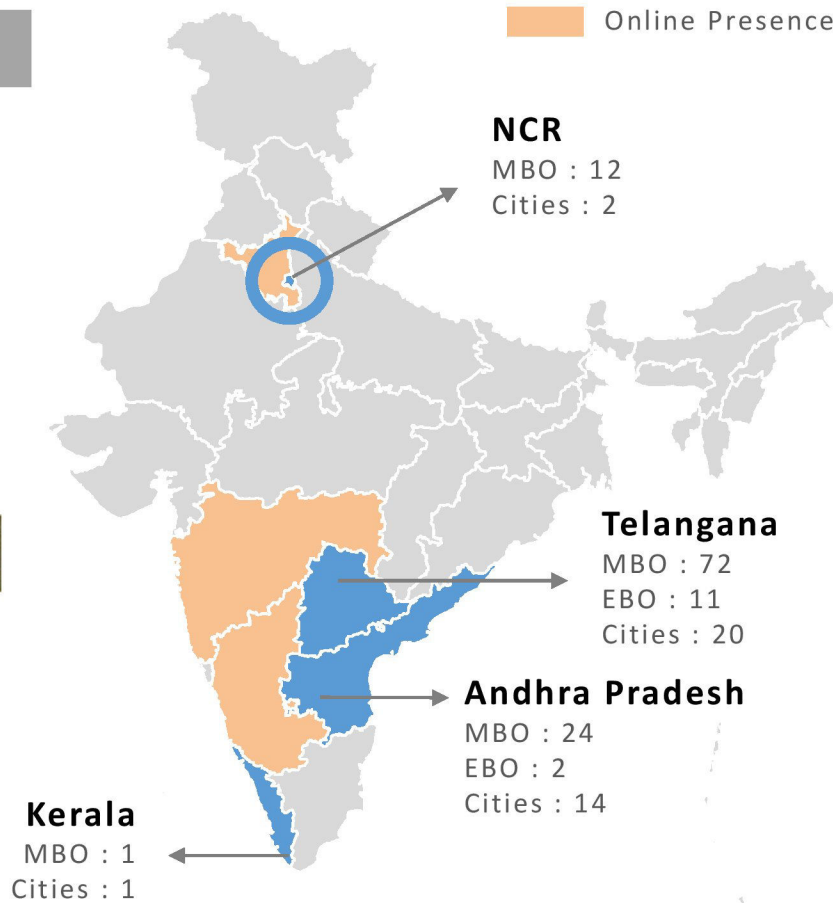 Online Presence
NCR
MBO : 12
Cities : 2
Telangana
MBO : 72
EBO : 11
Cities : 20
Andhra Pradesh
MBO : 24
EBO : 2
Cities : 14
Kerala
MBO : 1
Cities : 1